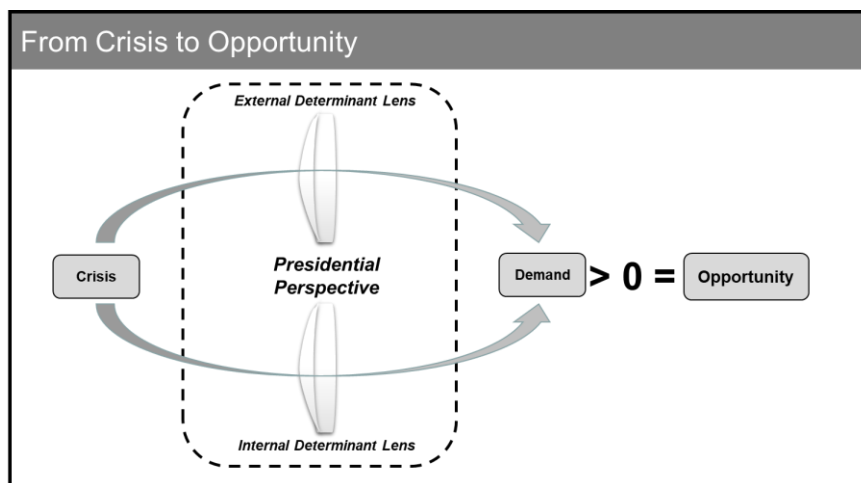 From Crisis to Opportunity
External Determinant Lens
Crisis
Presidential
Perspective
Demand
> 0 =
Opportunity
Internal Determinant Lens